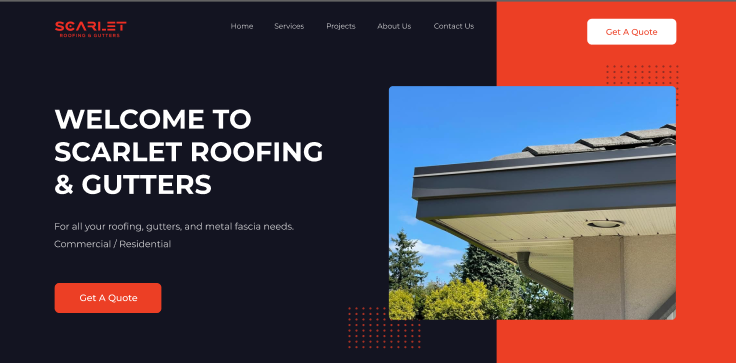 SCARLET
ROOFING & GUTTERS
Home Services Projects About Us Contact Us
Get A Quote
WELCOME TO
SCARLET ROOFING
& GUTTERS
For all your roofing, gutters, and metal fascia needs.
Commercial / Residential
Get A Quote